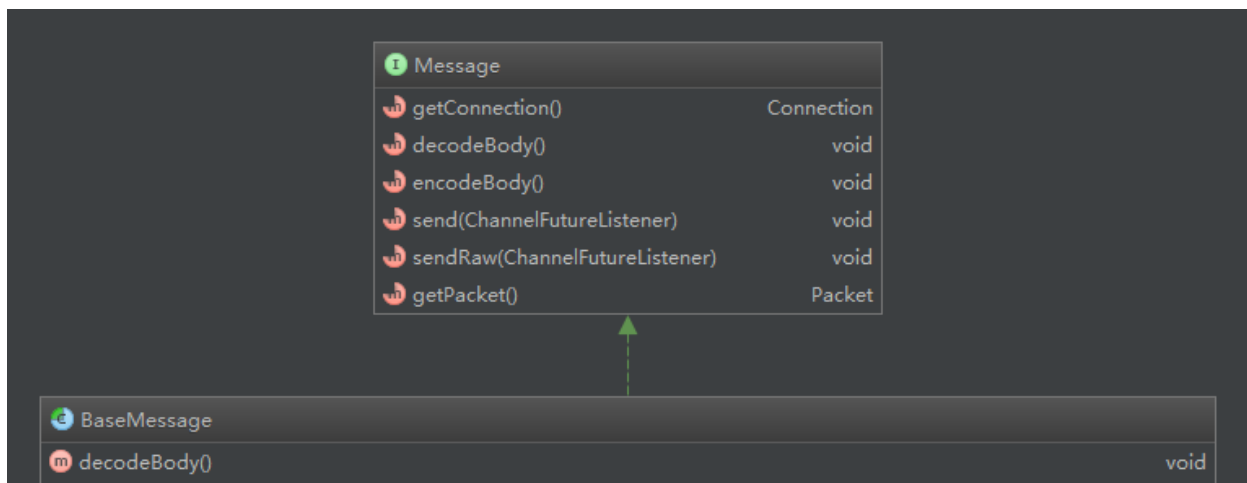 Message
getConnection() Connection
decodeBody() void
encodeBody() void
send(ChannelFutureListener) void
sendRaw(ChannelFutureListener) void
getPacket() Packet
BaseMessage
decodeBody() void